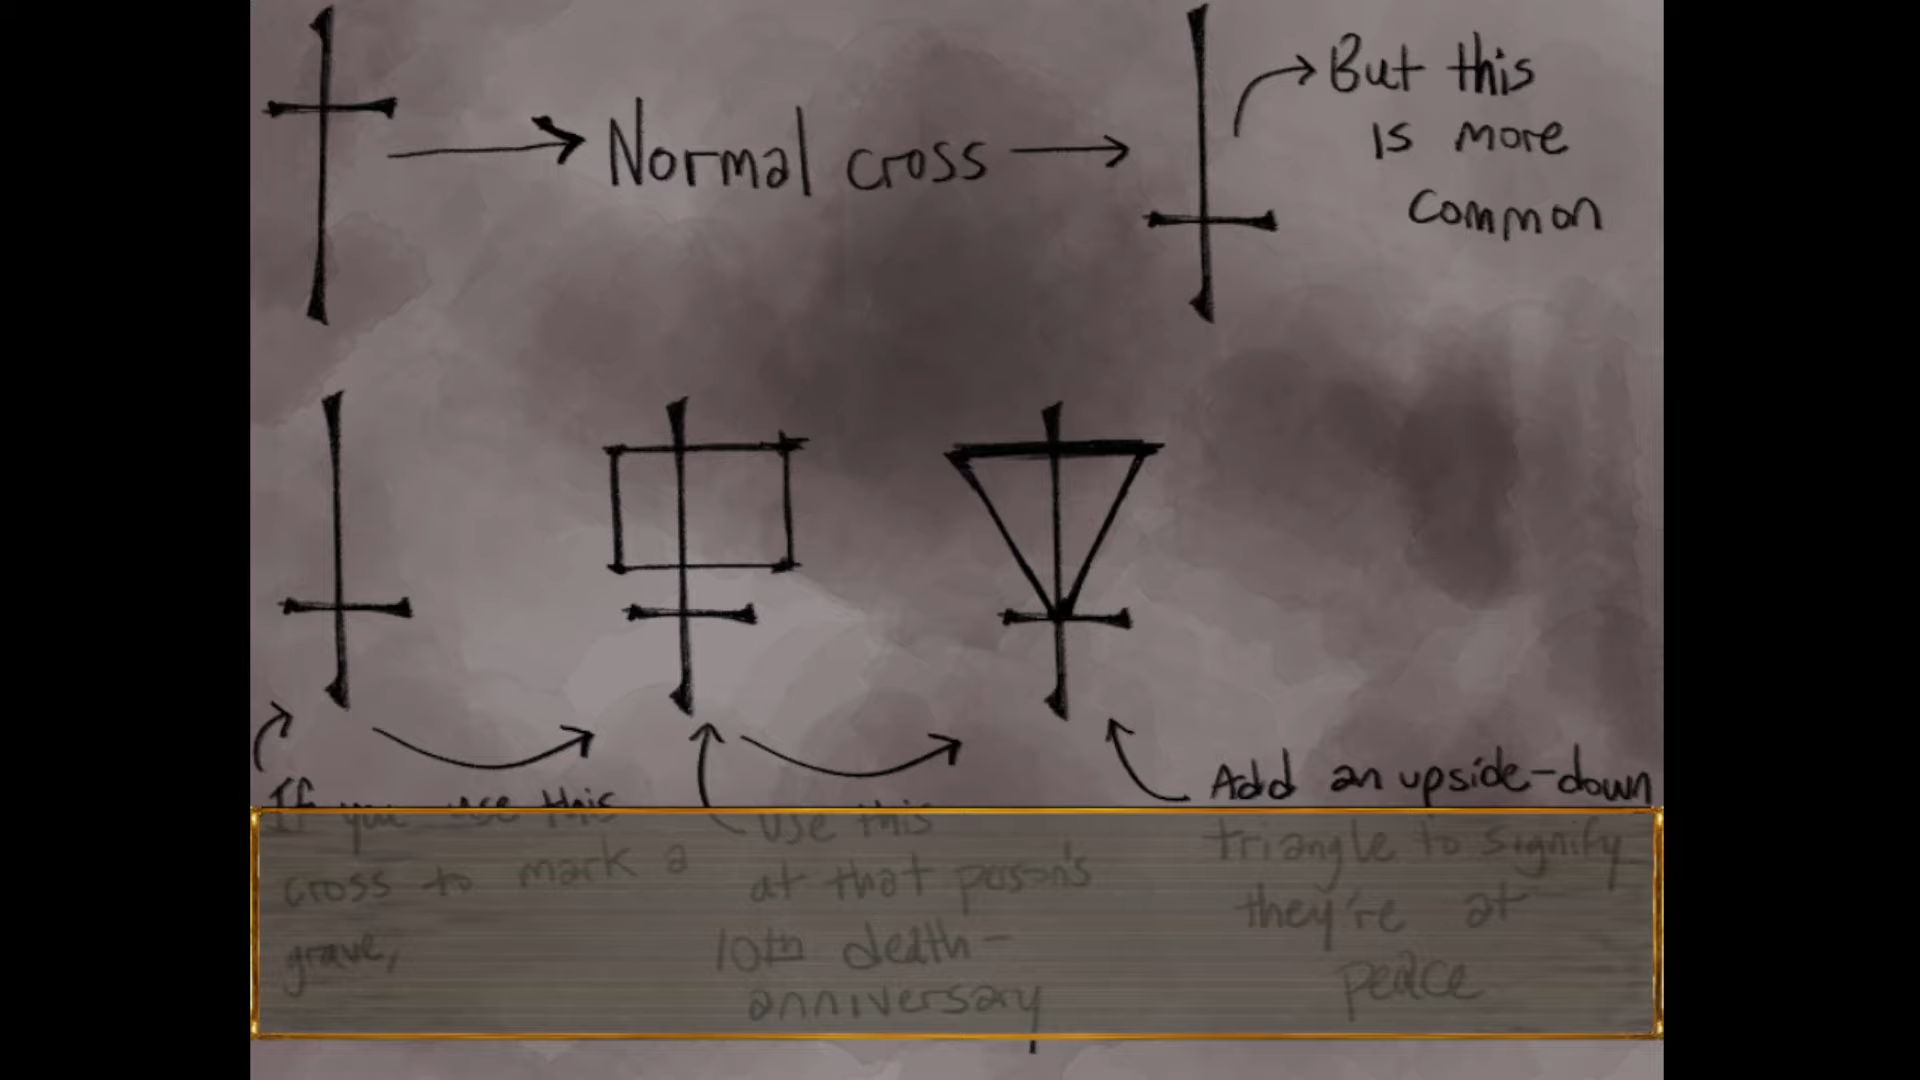 Normal cross
But this
is more
common
If you use this
cross to mark a
grave,
use this
at that person's
10th death-
anniversary
Add an upside-down
triangle to signify
they're at
peace